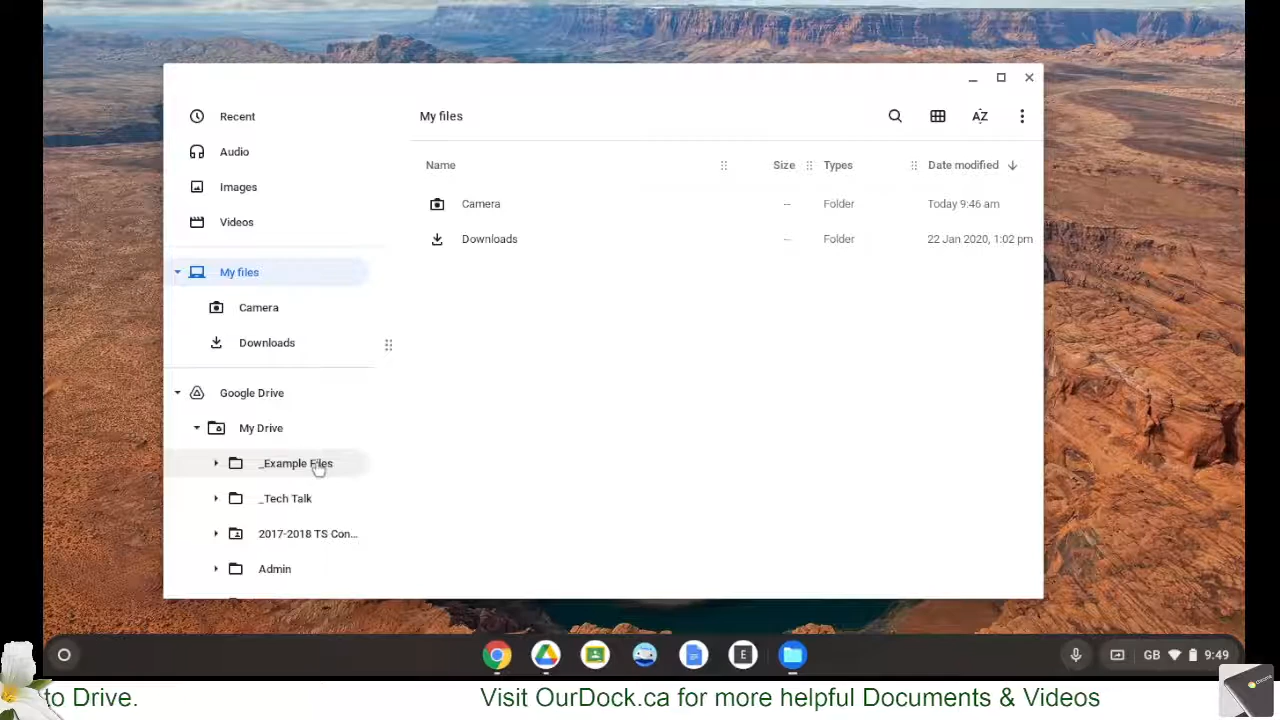 Recent
Audio
Images
Videos
My files
Camera
Downloads
Google Drive
My Drive
_Example Files
_Tech Talk
2017-2018 TS Con...
Admin
My files
Name
Size
Types
Date modified
Camera
--
Folder
Today 9:46 am
Downloads
--
Folder
22 Jan 2020, 1:02 pm
AZ
E
GB
9:49
to Drive.
Visit OurDock.ca for more helpful Documents & Videos